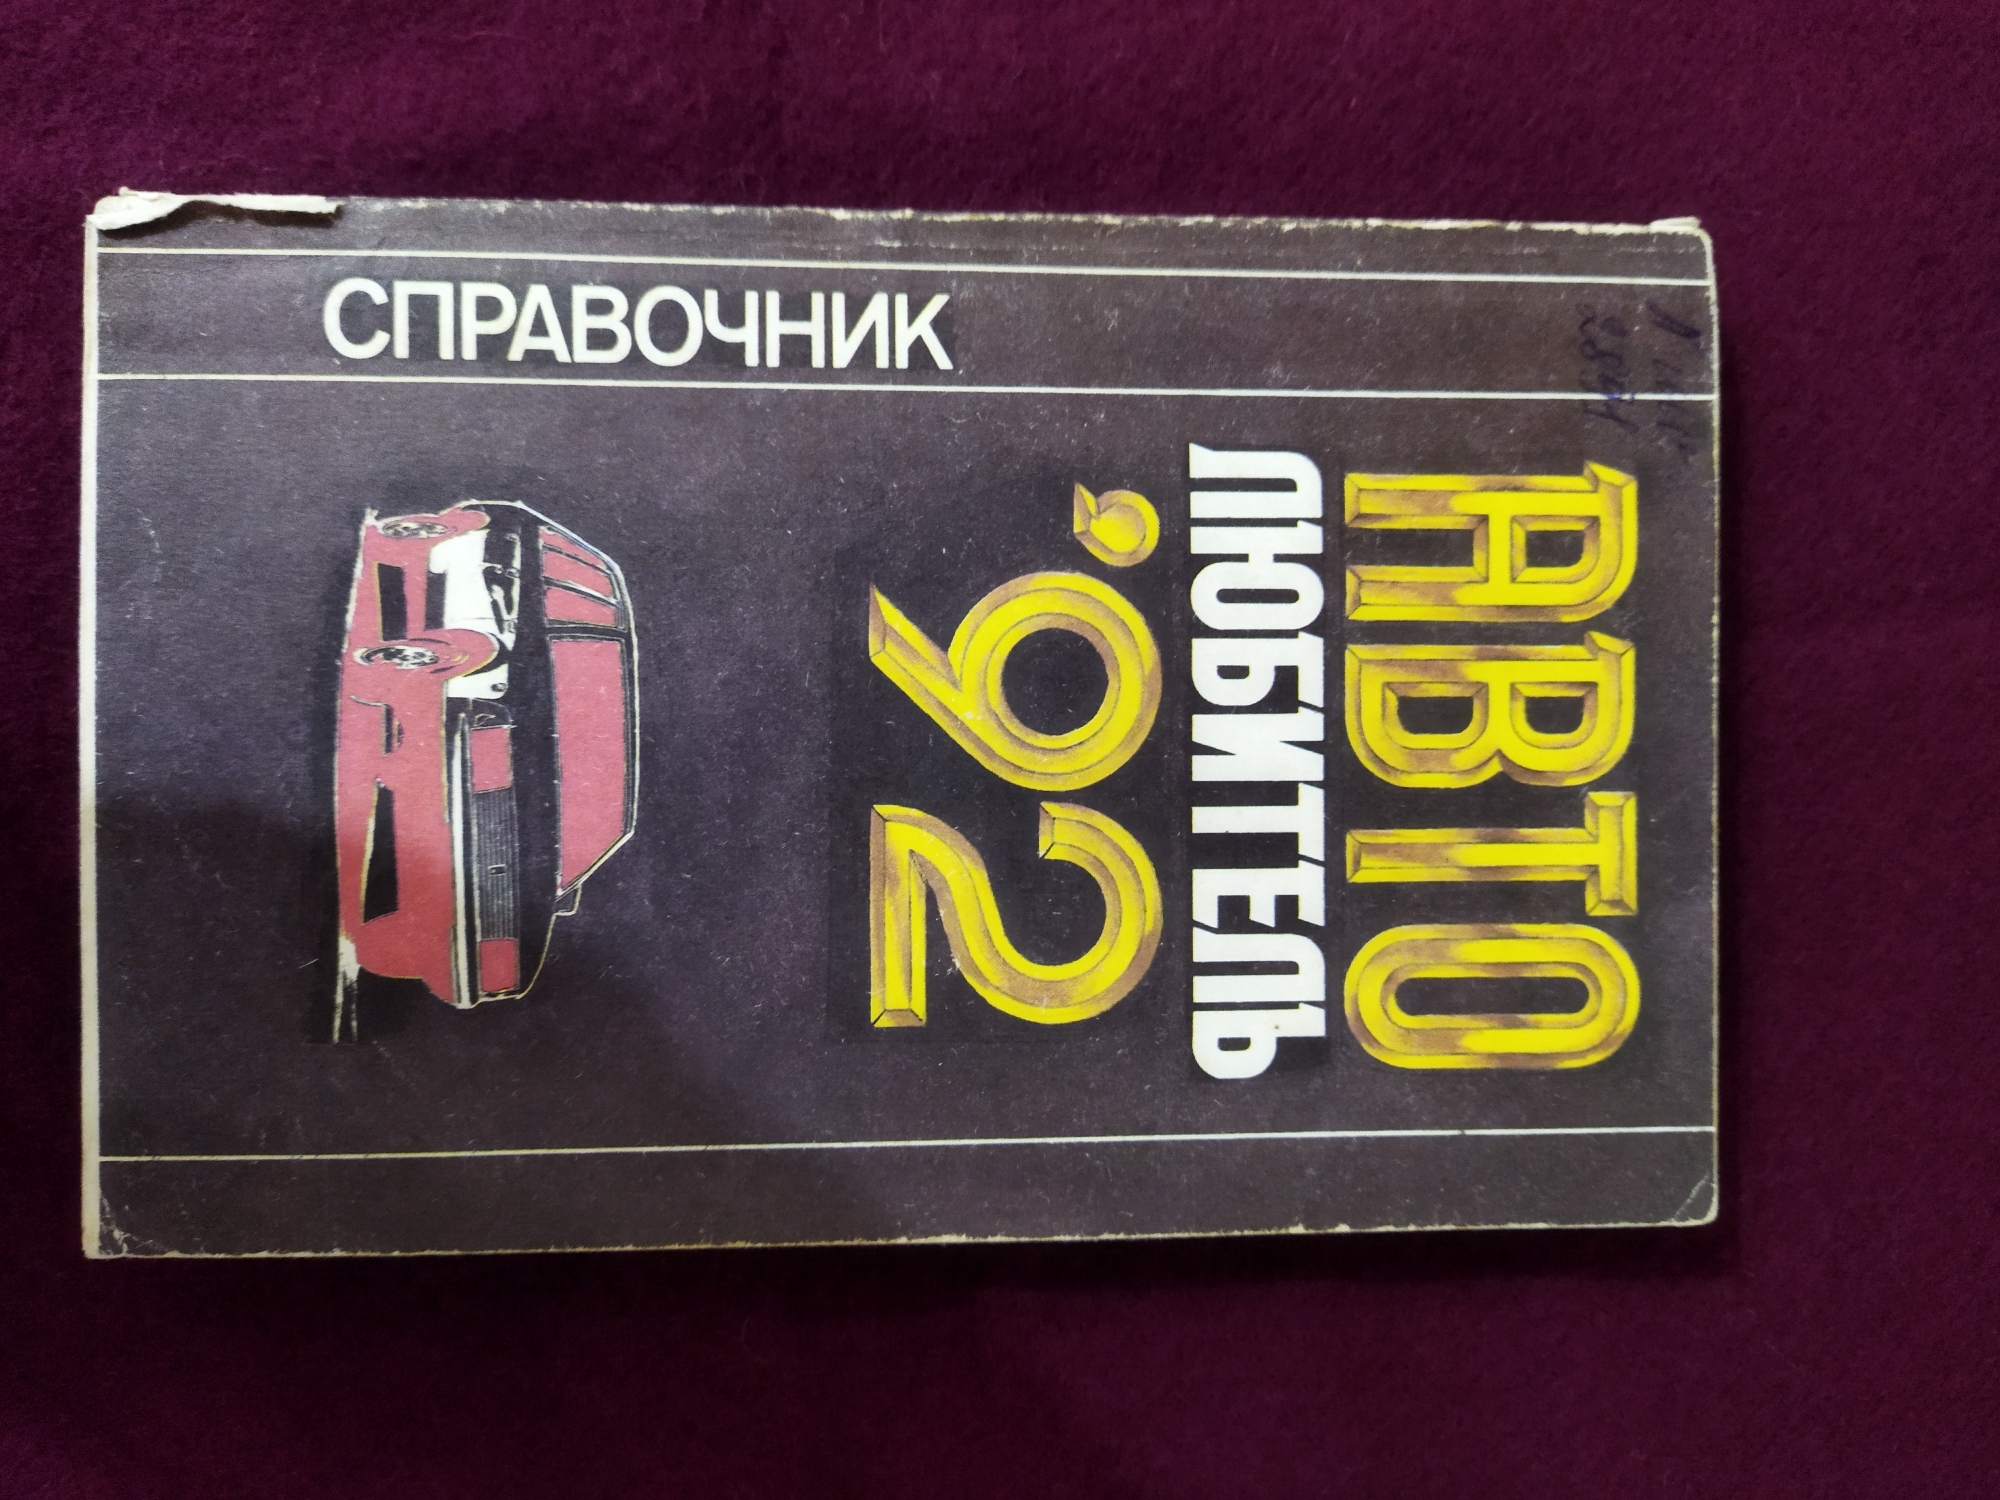 АВТО
ЛЮБИТЕЛЬ
'92
СПРАВОЧНИК